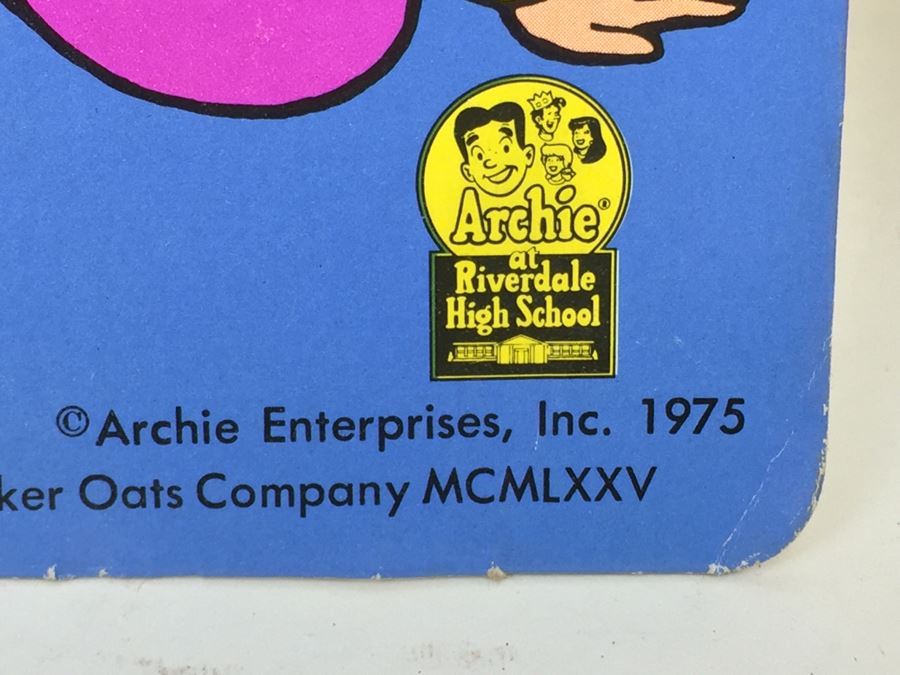 Archie®
at
Riverdale
High School
© Archie Enterprises, Inc. 1975
ker Oats Company MCMLXXV